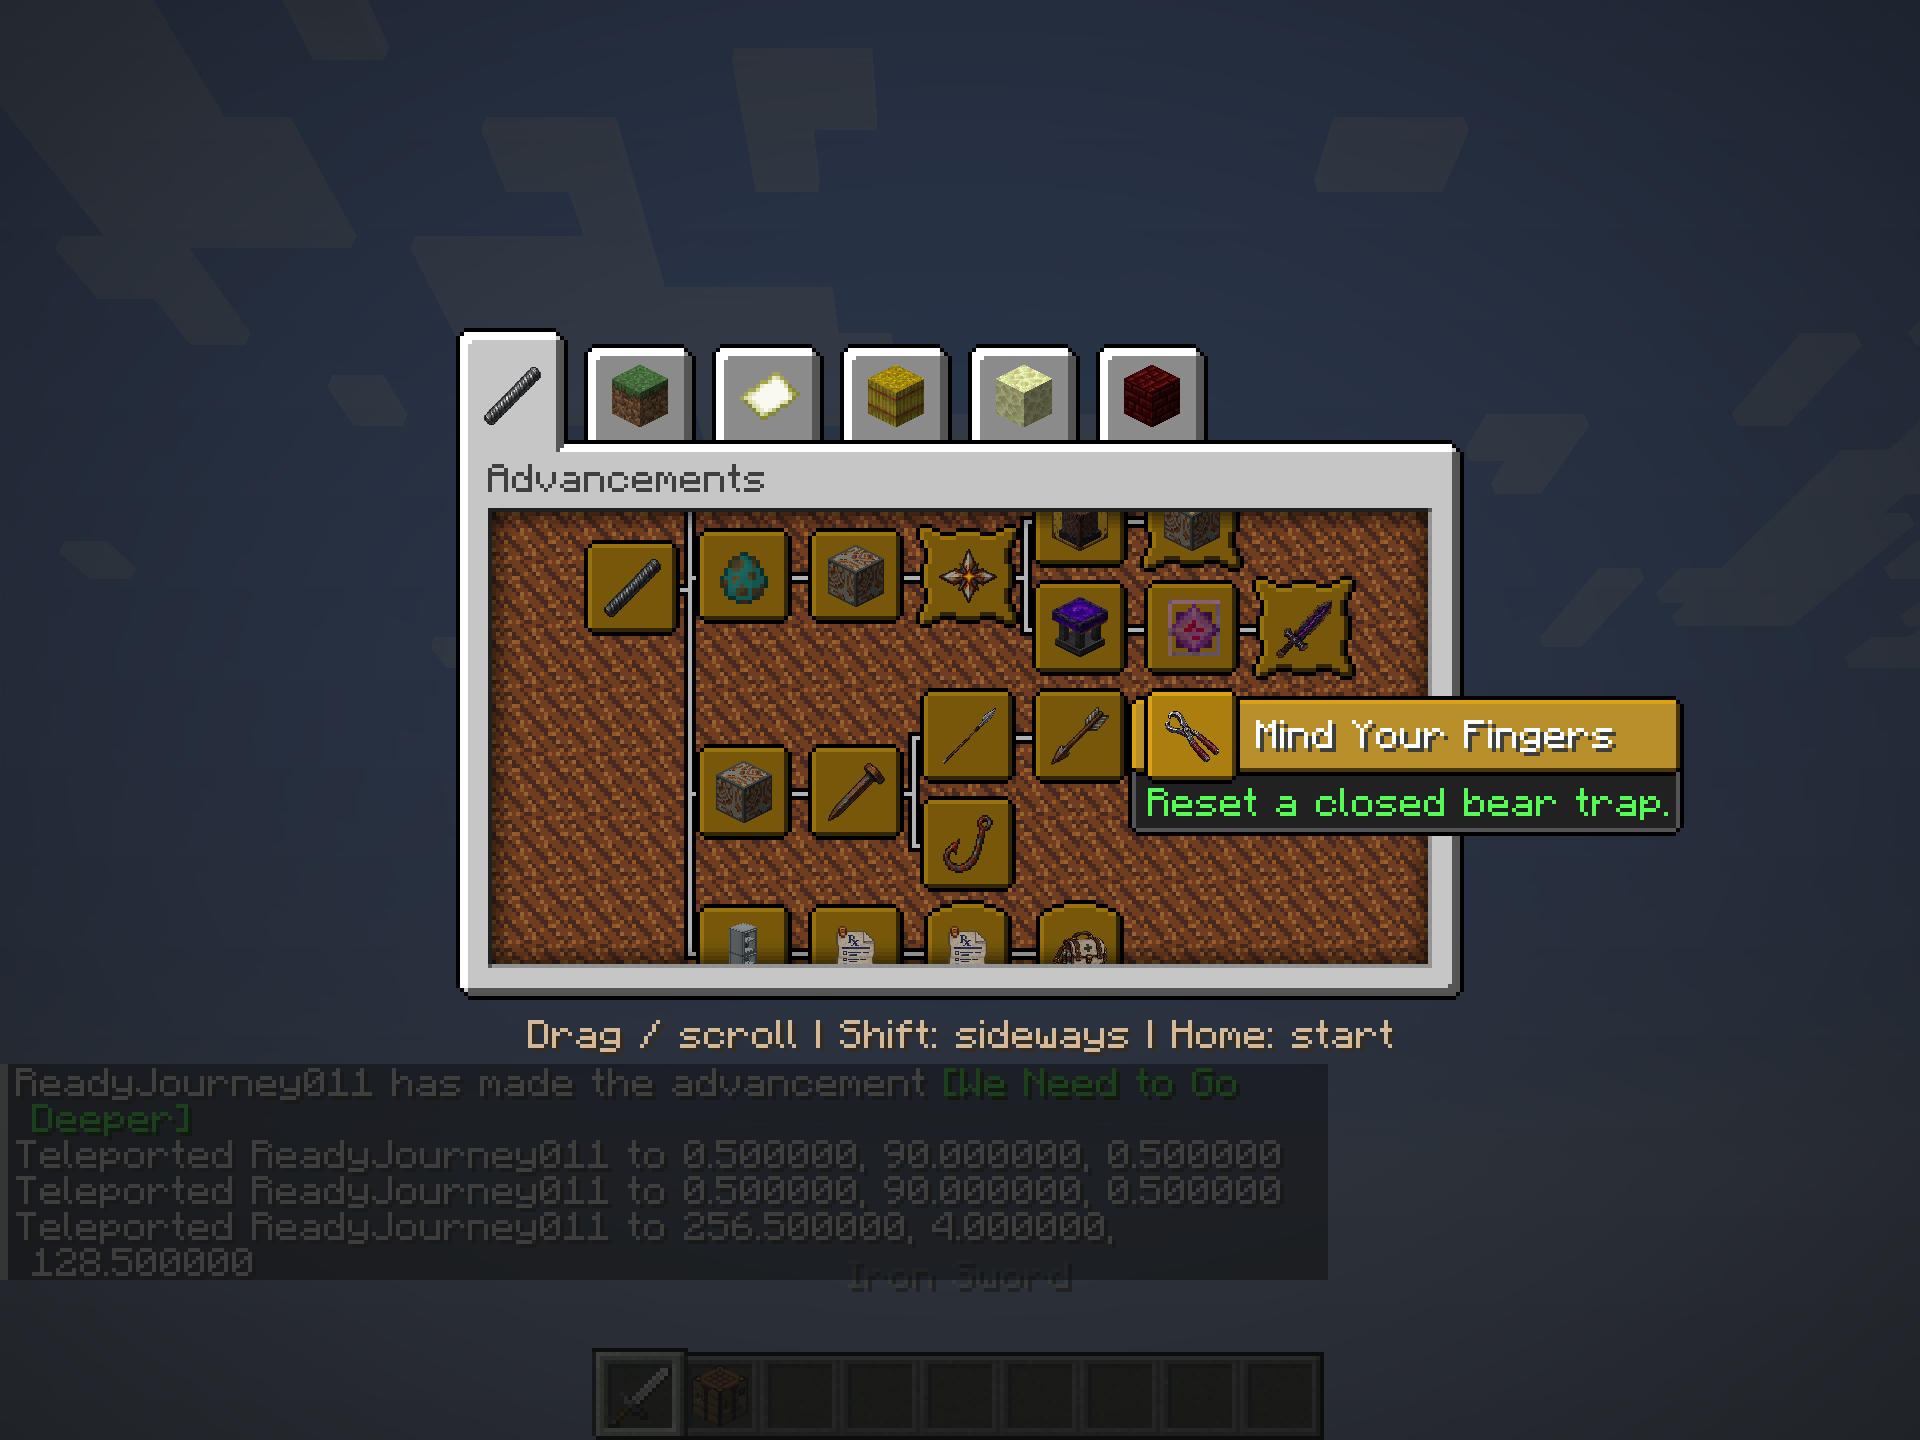 Advancements
Mind Your Fingers
Reset a closed bear trap.
Drag / scroll | Shift: sideways | Home: start
ReadyJourney011 has made the advancement [We Need to Go
Deeper]
Teleported ReadyJourney011 to 0.500000, 90.000000, 0.500000
Teleported ReadyJourney011 to 0.500000, 90.000000, 0.500000
Teleported ReadyJourney011 to 256.500000, 4.000000,
128.500000
Iron Sword